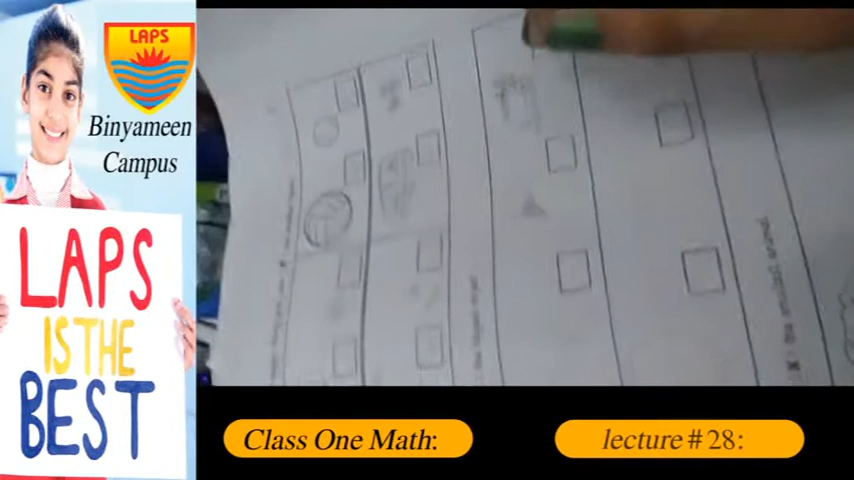 LAPS
Binyameen
Campus
LAPS
IS THE
BEST
Class One Math:
lecture # 28: